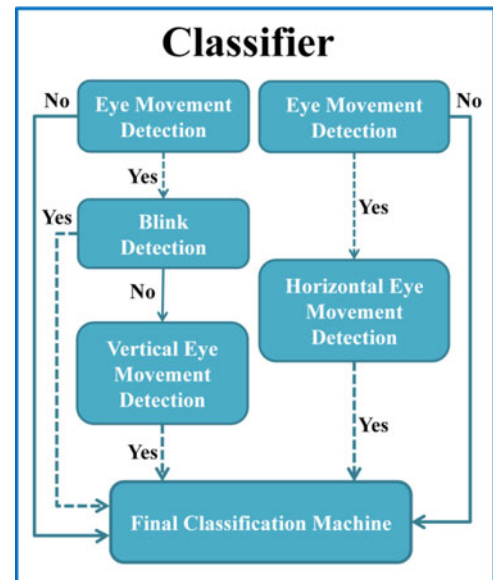 Classifier
No
Eye Movement
Detection
Eye Movement
Detection
No
Yes
Yes
Yes
Blink
Detection
No
Horizontal Eye
Movement
Detection
Vertical Eye
Movement
Detection
Yes
Yes
Final Classification Machine